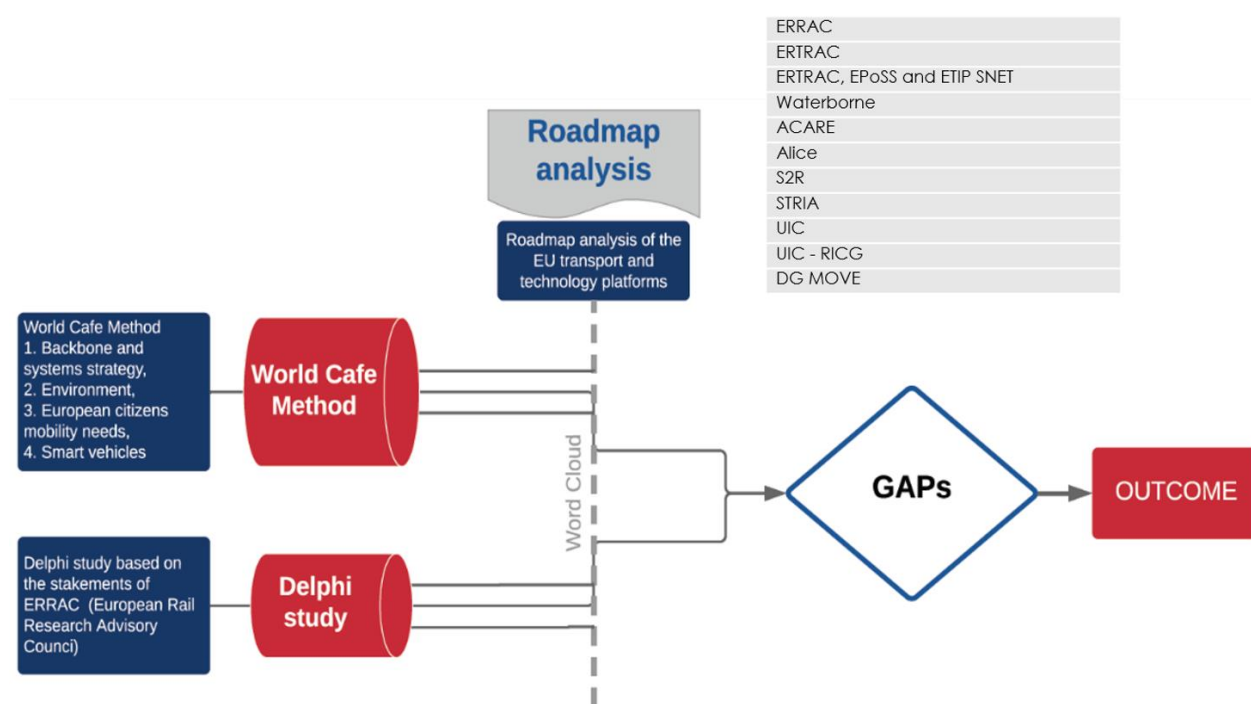 ERRAC
ERTRAC
ERTRAC, EPoSS and ETIP SNET
Waterborne
ACARE
Alice
S2R
STRIA
UIC
UIC - RICG
DG MOVE
Roadmap
analysis
Roadmap analysis of the
EU transport and
technology platforms
World Cafe Method
1. Backbone and
systems strategy,
2. Environment,
3. European citizens
mobility needs,
4. Smart vehicles
World Cafe
Method
Word Cloud
GAPs
OUTCOME
Delphi study based on
the stakements of
ERRAC (European Rail
Research Advisory
Counci)
Delphi
study